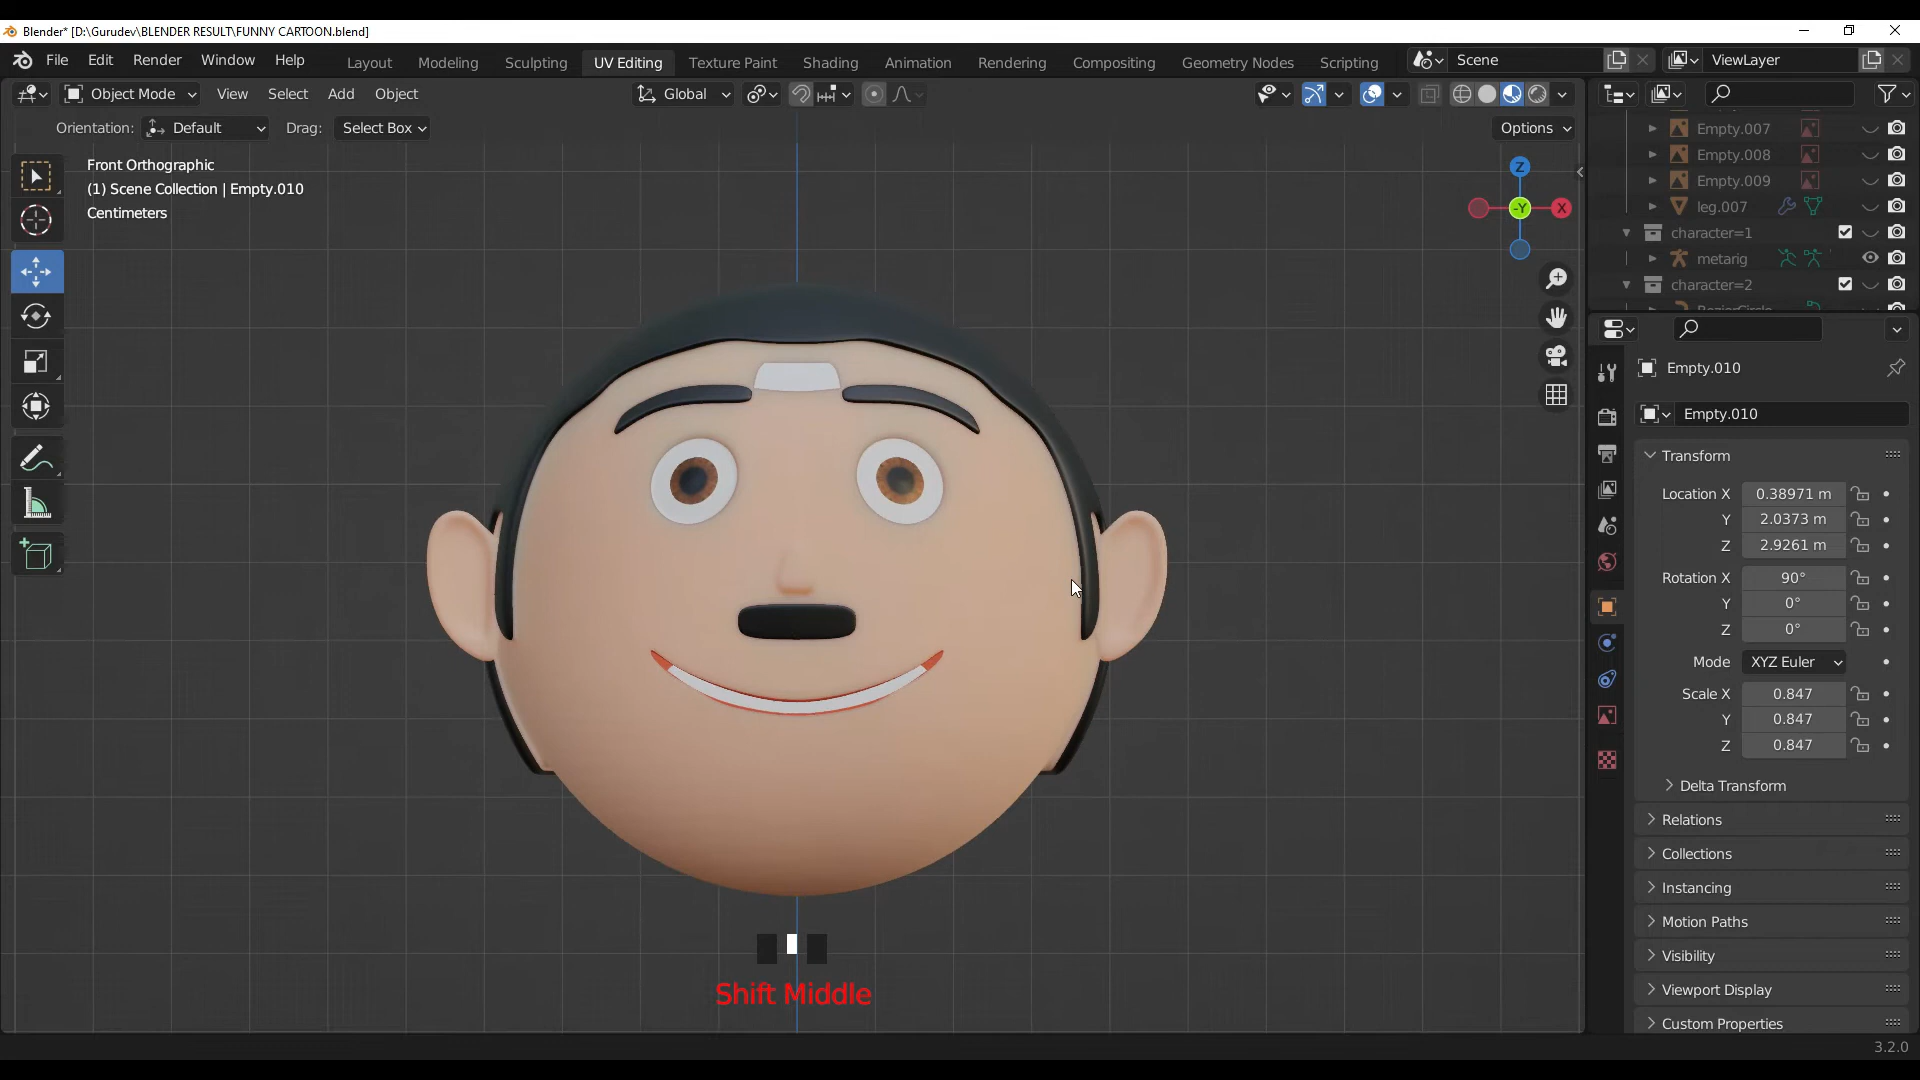 Blender* [D:\Gurudev\BLENDER RESULT\FUNNY CARTOON.blend]
File Edit Render Window Help
Layout Modeling Sculpting UV Editing Texture Paint Shading Animation Rendering Compositing Geometry Nodes Scripting
Scene
ViewLayer
Object Mode View Select Add Object
Global
Orientation: Default Drag: Select Box
Options
Front Orthographic
(1) Scene Collection | Empty.010
Centimeters
Z
-Y
X
Empty.007
Empty.008
Empty.009
leg.007
character=1
metarig
character=2
BezierCircle
Empty.010
Empty.010
Transform
Location X 0.38971 m
Y 2.0373 m
Z 2.9261 m
Rotation X 90°
Y 0°
Z 0°
Mode XYZ Euler
Scale X 0.847
Y 0.847
Z 0.847
Delta Transform
Relations
Collections
Instancing
Motion Paths
Visibility
Viewport Display
Custom Properties
Shift Middle
3.2.0